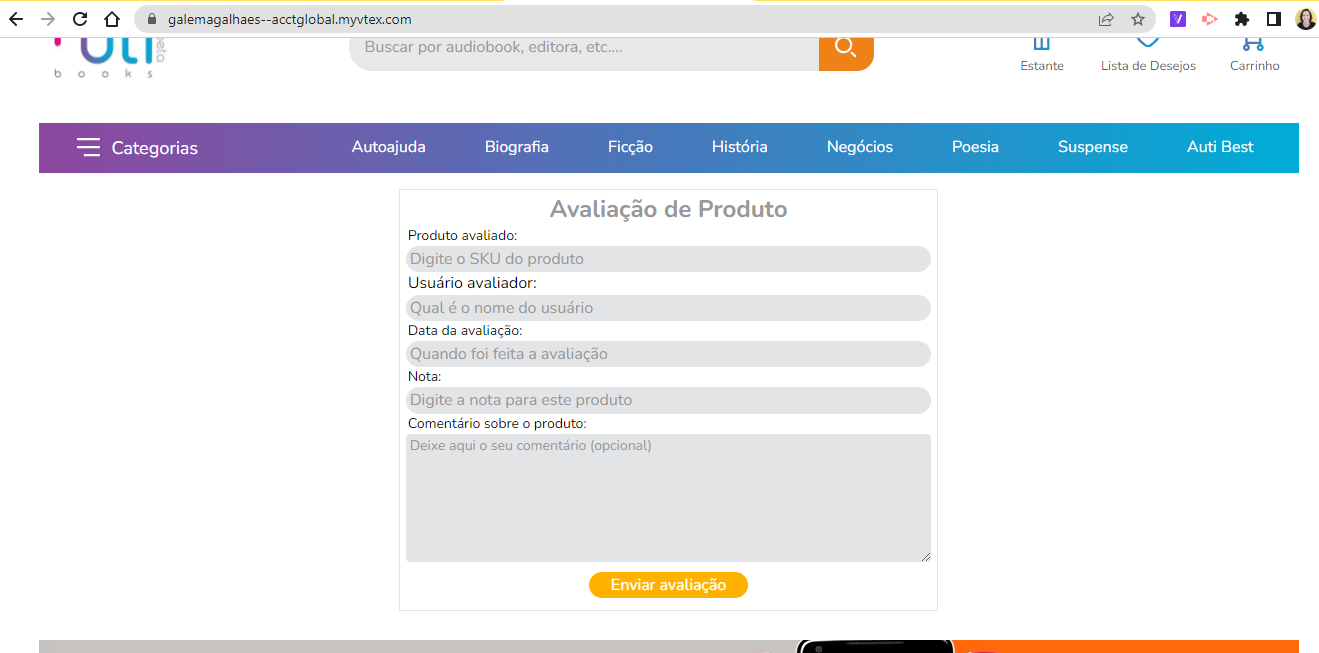 galemagalhaes--acctglobal.myvtex.com
beta
books
Buscar por audiobook, editora, etc....
Estante
Lista de Desejos
Carrinho
Categorias
Autoajuda
Biografia
Ficção
História
Negócios
Poesia
Suspense
Auti Best
Avaliação de Produto
Produto avaliado:
Digite o SKU do produto
Usuário avaliador:
Qual é o nome do usuário
Data da avaliação:
Quando foi feita a avaliação
Nota:
Digite a nota para este produto
Comentário sobre o produto:
Deixe aqui o seu comentário (opcional)
Enviar avaliação